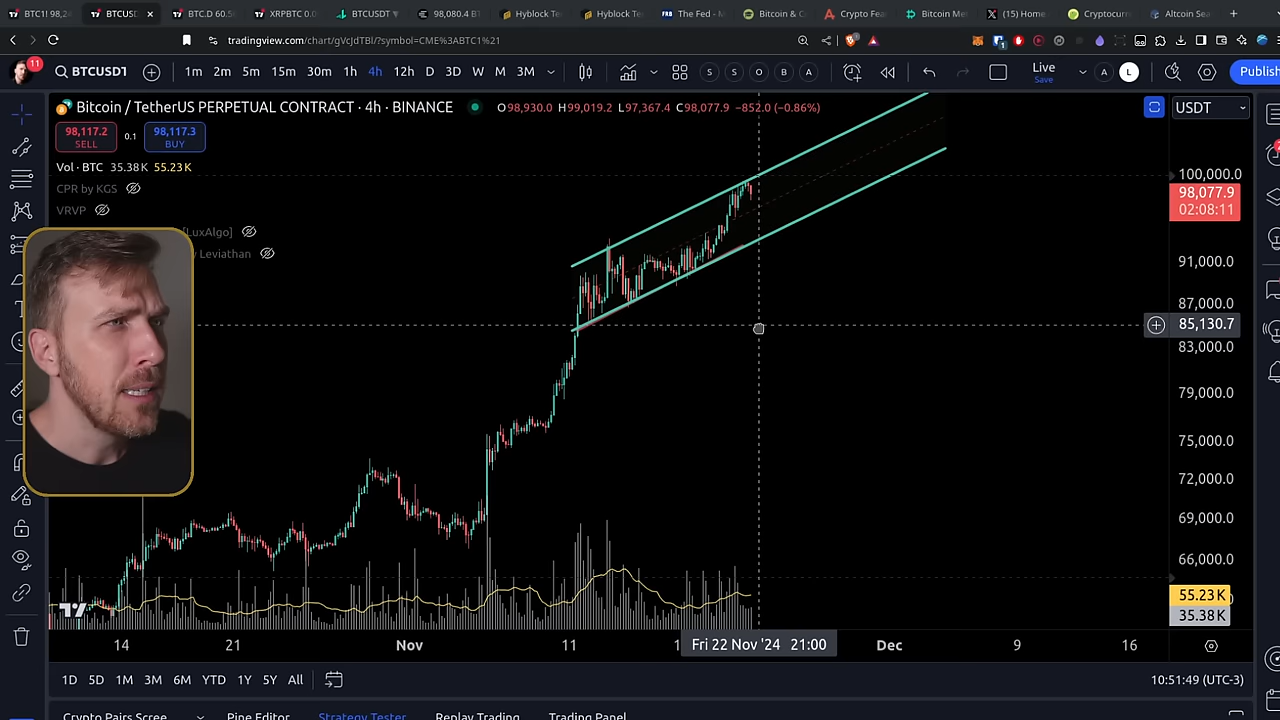 BTC1! 98.2
BTCUSD
BTC.D 60.5
XRPBTC 0.0
BTCUSDT
98,080.4 BT
Hyblock Te
Hyblock Te
FRB The Fed - M
Bitcoin & C
Crypto Fea
Bitcoin Me
(15) Home
Cryptocurr
Altcoin Sea
tradingview.com/chart/gVcJdTBI/?symbol=CME%3ABTC1%21
11 BTCUSDT 1m 2m 5m 15m 30m 1h 4h 12h D 3D W M 3M S S O B A Live Save A L Publish
Bitcoin / TetherUS PERPETUAL CONTRACT · 4h · BINANCE O98,930.0 H99,019.2 L97,367.4 C98,077.9 −852.0 (−0.86%) USDT
98,117.2 SELL 0.1 98,117.3 BUY
Vol · BTC 35.38K 55.23K
CPR by KGS
VRVP
[LuxAlgo]
Leviathan
100,000.0
98,077.9
02:08:11
91,000.0
87,000.0
85,130.7
83,000.0
79,000.0
75,000.0
72,000.0
69,000.0
66,000.0
55.23K
35.38K
14 21 Nov 11 Fri 22 Nov '24 21:00 Dec 9 16
1D 5D 1M 3M 6M YTD 1Y 5Y All 10:51:49 (UTC-3)
Crypto Pairs Scree Pine Editor Strategy Tester Replay Trading Trading Panel